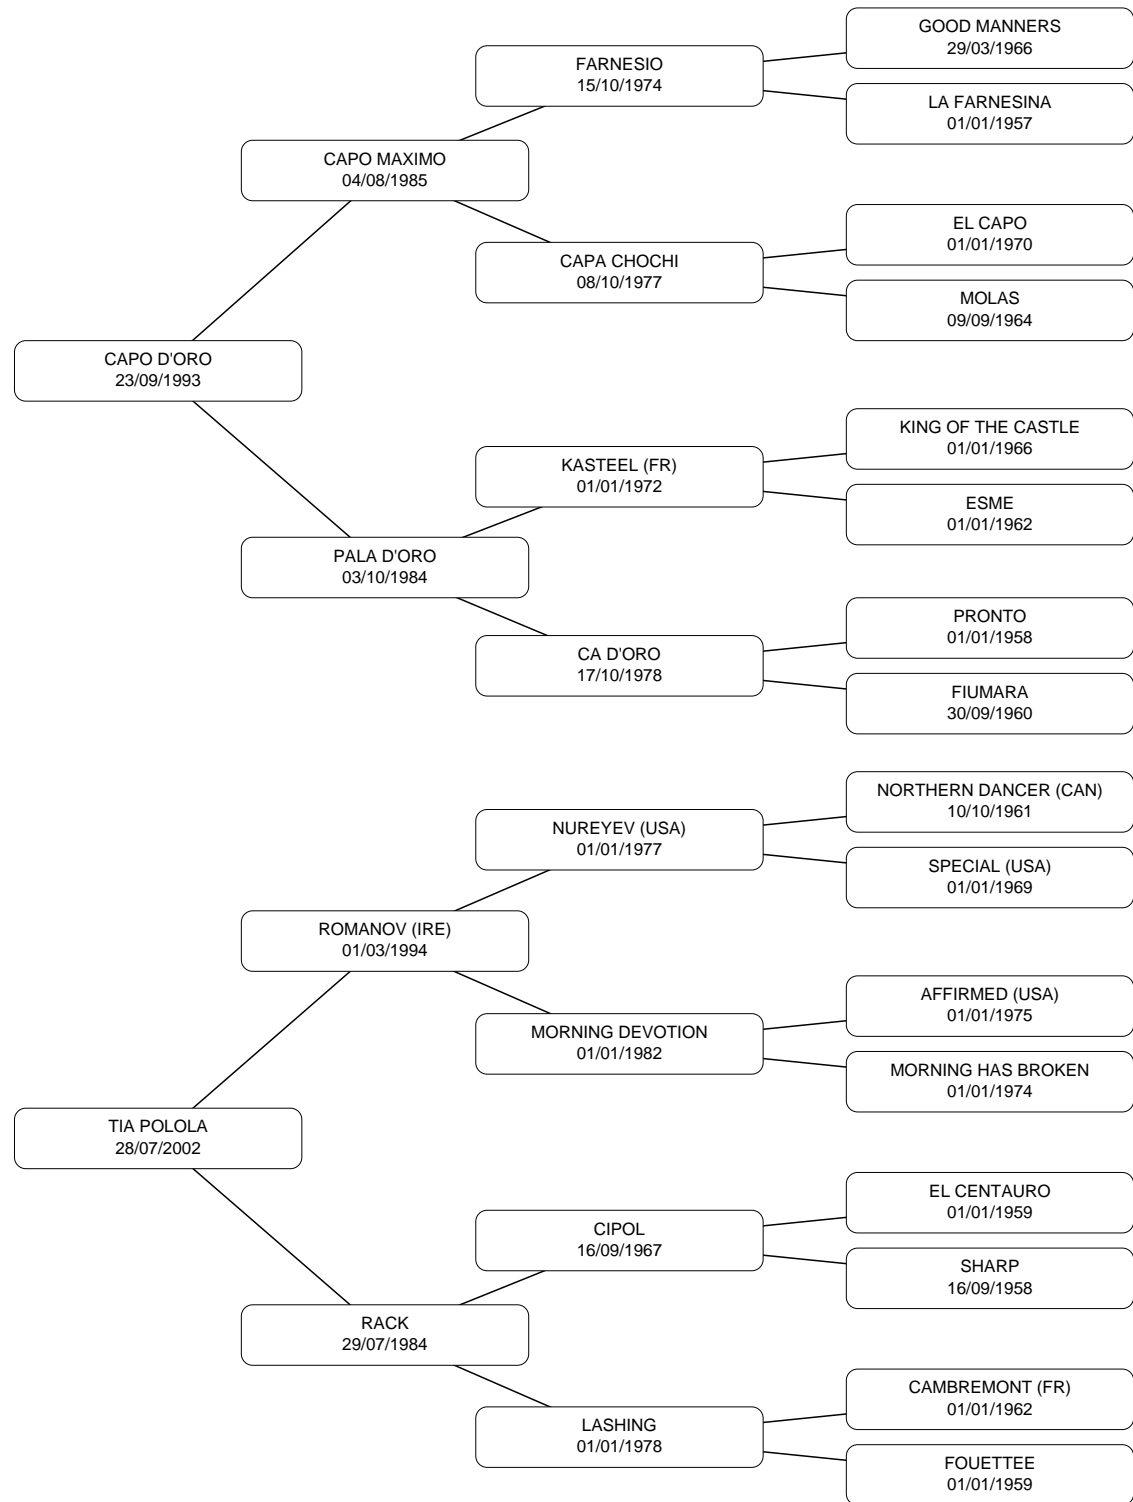 GOOD MANNERS
29/03/1966
FARNESIO
15/10/1974
LA FARNESINA
01/01/1957
CAPO MAXIMO
04/08/1985
EL CAPO
01/01/1970
CAPA CHOCHI
08/10/1977
MOLAS
09/09/1964
CAPO D'ORO
23/09/1993
KING OF THE CASTLE
01/01/1966
KASTEEL (FR)
01/01/1972
ESME
01/01/1962
PALA D'ORO
03/10/1984
PRONTO
01/01/1958
CA D'ORO
17/10/1978
FIUMARA
30/09/1960
NORTHERN DANCER (CAN)
10/10/1961
NUREYEV (USA)
01/01/1977
SPECIAL (USA)
01/01/1969
ROMANOV (IRE)
01/03/1994
AFFIRMED (USA)
01/01/1975
MORNING DEVOTION
01/01/1982
MORNING HAS BROKEN
01/01/1974
TIA POLOLA
28/07/2002
EL CENTAURO
01/01/1959
CIPOL
16/09/1967
SHARP
16/09/1958
RACK
29/07/1984
CAMBREMONT (FR)
01/01/1962
LASHING
01/01/1978
FOUETTEE
01/01/1959